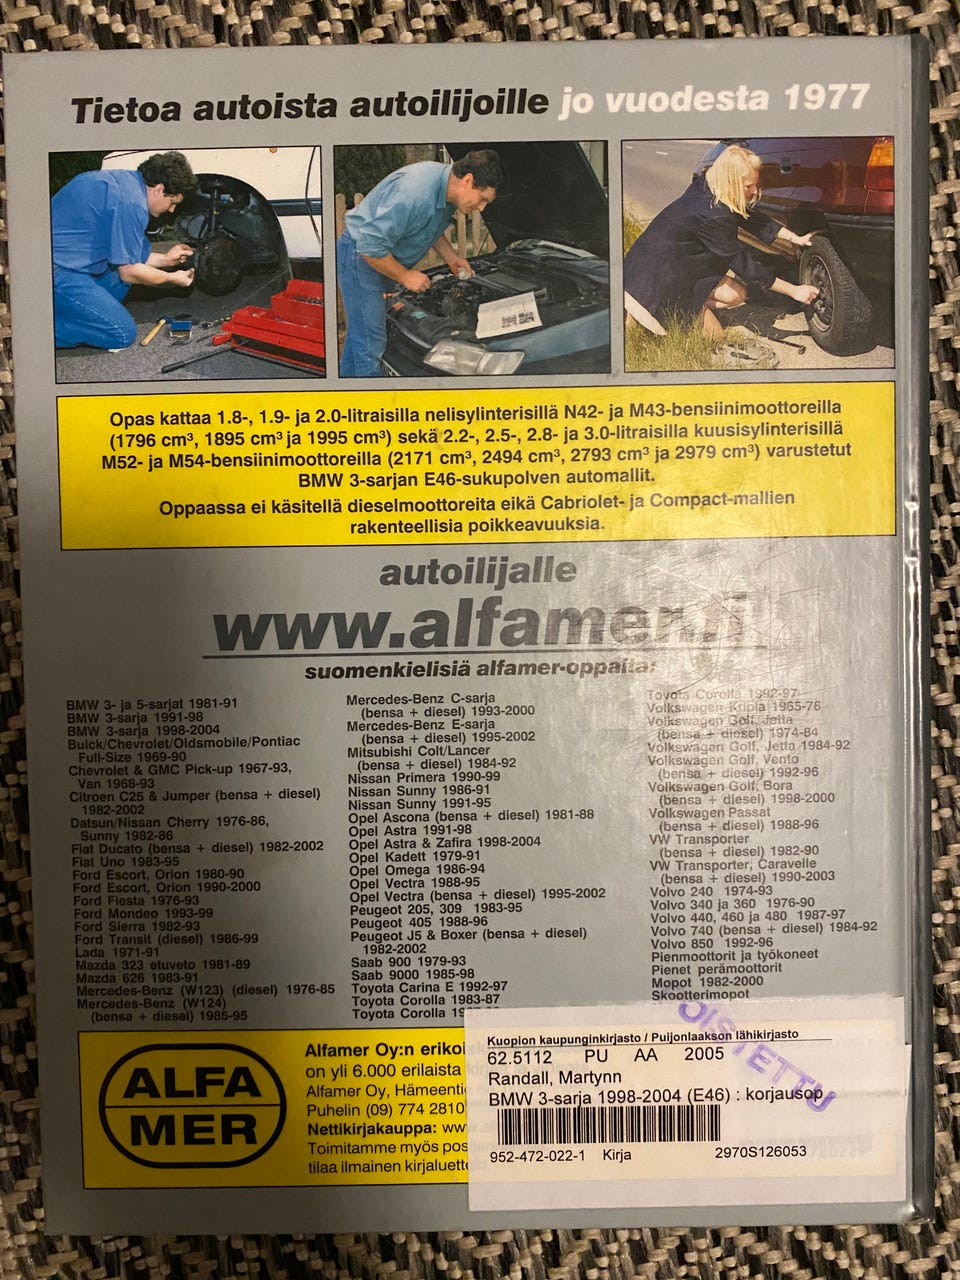 Tietoa autoista autoilijoille jo vuodesta 1977
Opas kattaa 1.8-, 1.9- ja 2.0-litraisilla nelisylinterisillä N42- ja M43-bensiinimoottoreilla
(1796 cm³, 1895 cm³ ja 1995 cm³) sekä 2.2-, 2.5-, 2.8- ja 3.0-litraisilla kuusisylinterisillä
M52- ja M54-bensiinimoottoreilla (2171 cm³, 2494 cm³, 2793 cm³ ja 2979 cm³) varustetut
BMW 3-sarjan E46-sukupolven automallit.
Oppaassa ei käsitellä dieselmoottoreita eikä Cabriolet- ja Compact-mallien
rakenteellisia poikkeavuuksia.
autoilijalle
www.alfamer.fi
suomenkielisiä alfamer-oppaita:
BMW 3- ja 5-sarjat 1981-91
BMW 3-sarja 1991-98
BMW 3-sarja 1998-2004
Buick/Chevrolet/Oldsmobile/Pontiac
Full-Size 1969-90
Chevrolet & GMC Pick-up 1967-93,
Van 1968-93
Citroen C25 & Jumper (bensa + diesel)
1982-2002
Datsun/Nissan Cherry 1976-86,
Sunny 1982-86
Fiat Ducato (bensa + diesel) 1982-2002
Fiat Uno 1983-95
Ford Escort, Orion 1980-90
Ford Escort, Orion 1990-2000
Ford Fiesta 1976-93
Ford Mondeo 1993-99
Ford Sierra 1982-93
Ford Transit (diesel) 1986-99
Lada 1971-91
Mazda 323 etuveto 1981-89
Mazda 626 1983-91
Mercedes-Benz (W123) (diesel) 1976-85
Mercedes-Benz (W124)
(bensa + diesel) 1985-95
Mercedes-Benz C-sarja
(bensa + diesel) 1993-2000
Mercedes-Benz E-sarja
(bensa + diesel) 1995-2002
Mitsubishi Colt/Lancer
(bensa + diesel) 1984-92
Nissan Primera 1990-99
Nissan Sunny 1986-91
Nissan Sunny 1991-95
Opel Ascona (bensa + diesel) 1981-88
Opel Astra 1991-98
Opel Astra & Zafira 1998-2004
Opel Kadett 1979-91
Opel Omega 1986-94
Opel Vectra 1988-95
Opel Vectra (bensa + diesel) 1995-2002
Peugeot 205, 309 1983-95
Peugeot 405 1988-96
Peugeot J5 & Boxer (bensa + diesel)
1982-2002
Saab 900 1979-93
Saab 9000 1985-98
Toyota Carina E 1992-97
Toyota Corolla 1983-87
Toyota Corolla
Toyota Corolla 1992-97
Volkswagen Kupla 1965-78
Volkswagen Golf, Jetta
(bensa + diesel) 1974-84
Volkswagen Golf, Jetta 1984-92
Volkswagen Golf, Vento
(bensa + diesel) 1992-96
Volkswagen Golf, Bora
(bensa + diesel) 1998-2000
Volkswagen Passat
(bensa + diesel) 1988-96
VW Transporter
(bensa + diesel) 1982-90
VW Transporter, Caravelle
(bensa + diesel) 1990-2003
Volvo 240 1974-93
Volvo 340 ja 360 1976-90
Volvo 440, 460 ja 480 1987-97
Volvo 740 (bensa + diesel) 1984-92
Volvo 850 1992-96
Pienmoottorit ja työkoneet
Pienet perämoottorit
Mopot 1982-2000
Skootterimopot
ALFA
MER
Alfamer Oy:n erikoi
on yli 6.000 erilaista
Alfamer Oy, Hämeentie
Puhelin (09) 774 2810
Nettikirjakauppa: www
Toimitamme myös pos
tilaa ilmainen kirjaluett
POISTETTU
Kuopion kaupunginkirjasto / Puijonlaakson lähikirjasto
62.5112 PU AA 2005
Randall, Martynn
BMW 3-sarja 1998-2004 (E46) : korjausop
952-472-022-1 Kirja 2970S126053